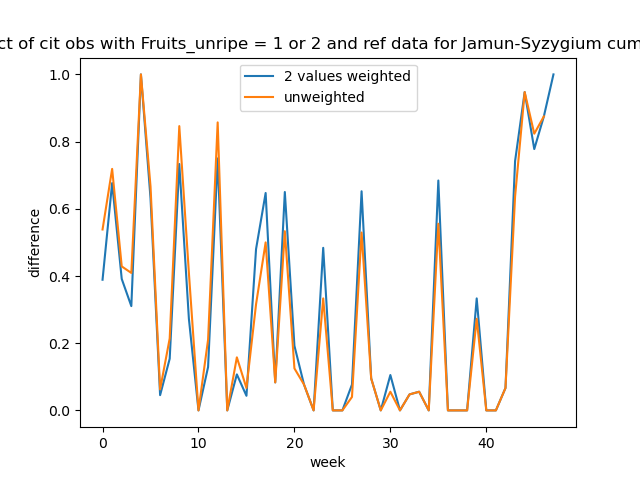 ct of cit obs with Fruits_unripe = 1 or 2 and ref data for Jamun-Syzygium cum
2 values weighted
unweighted
1.0
0.8
0.6
0.4
0.2
0.0
difference
0 10 20 30 40
week